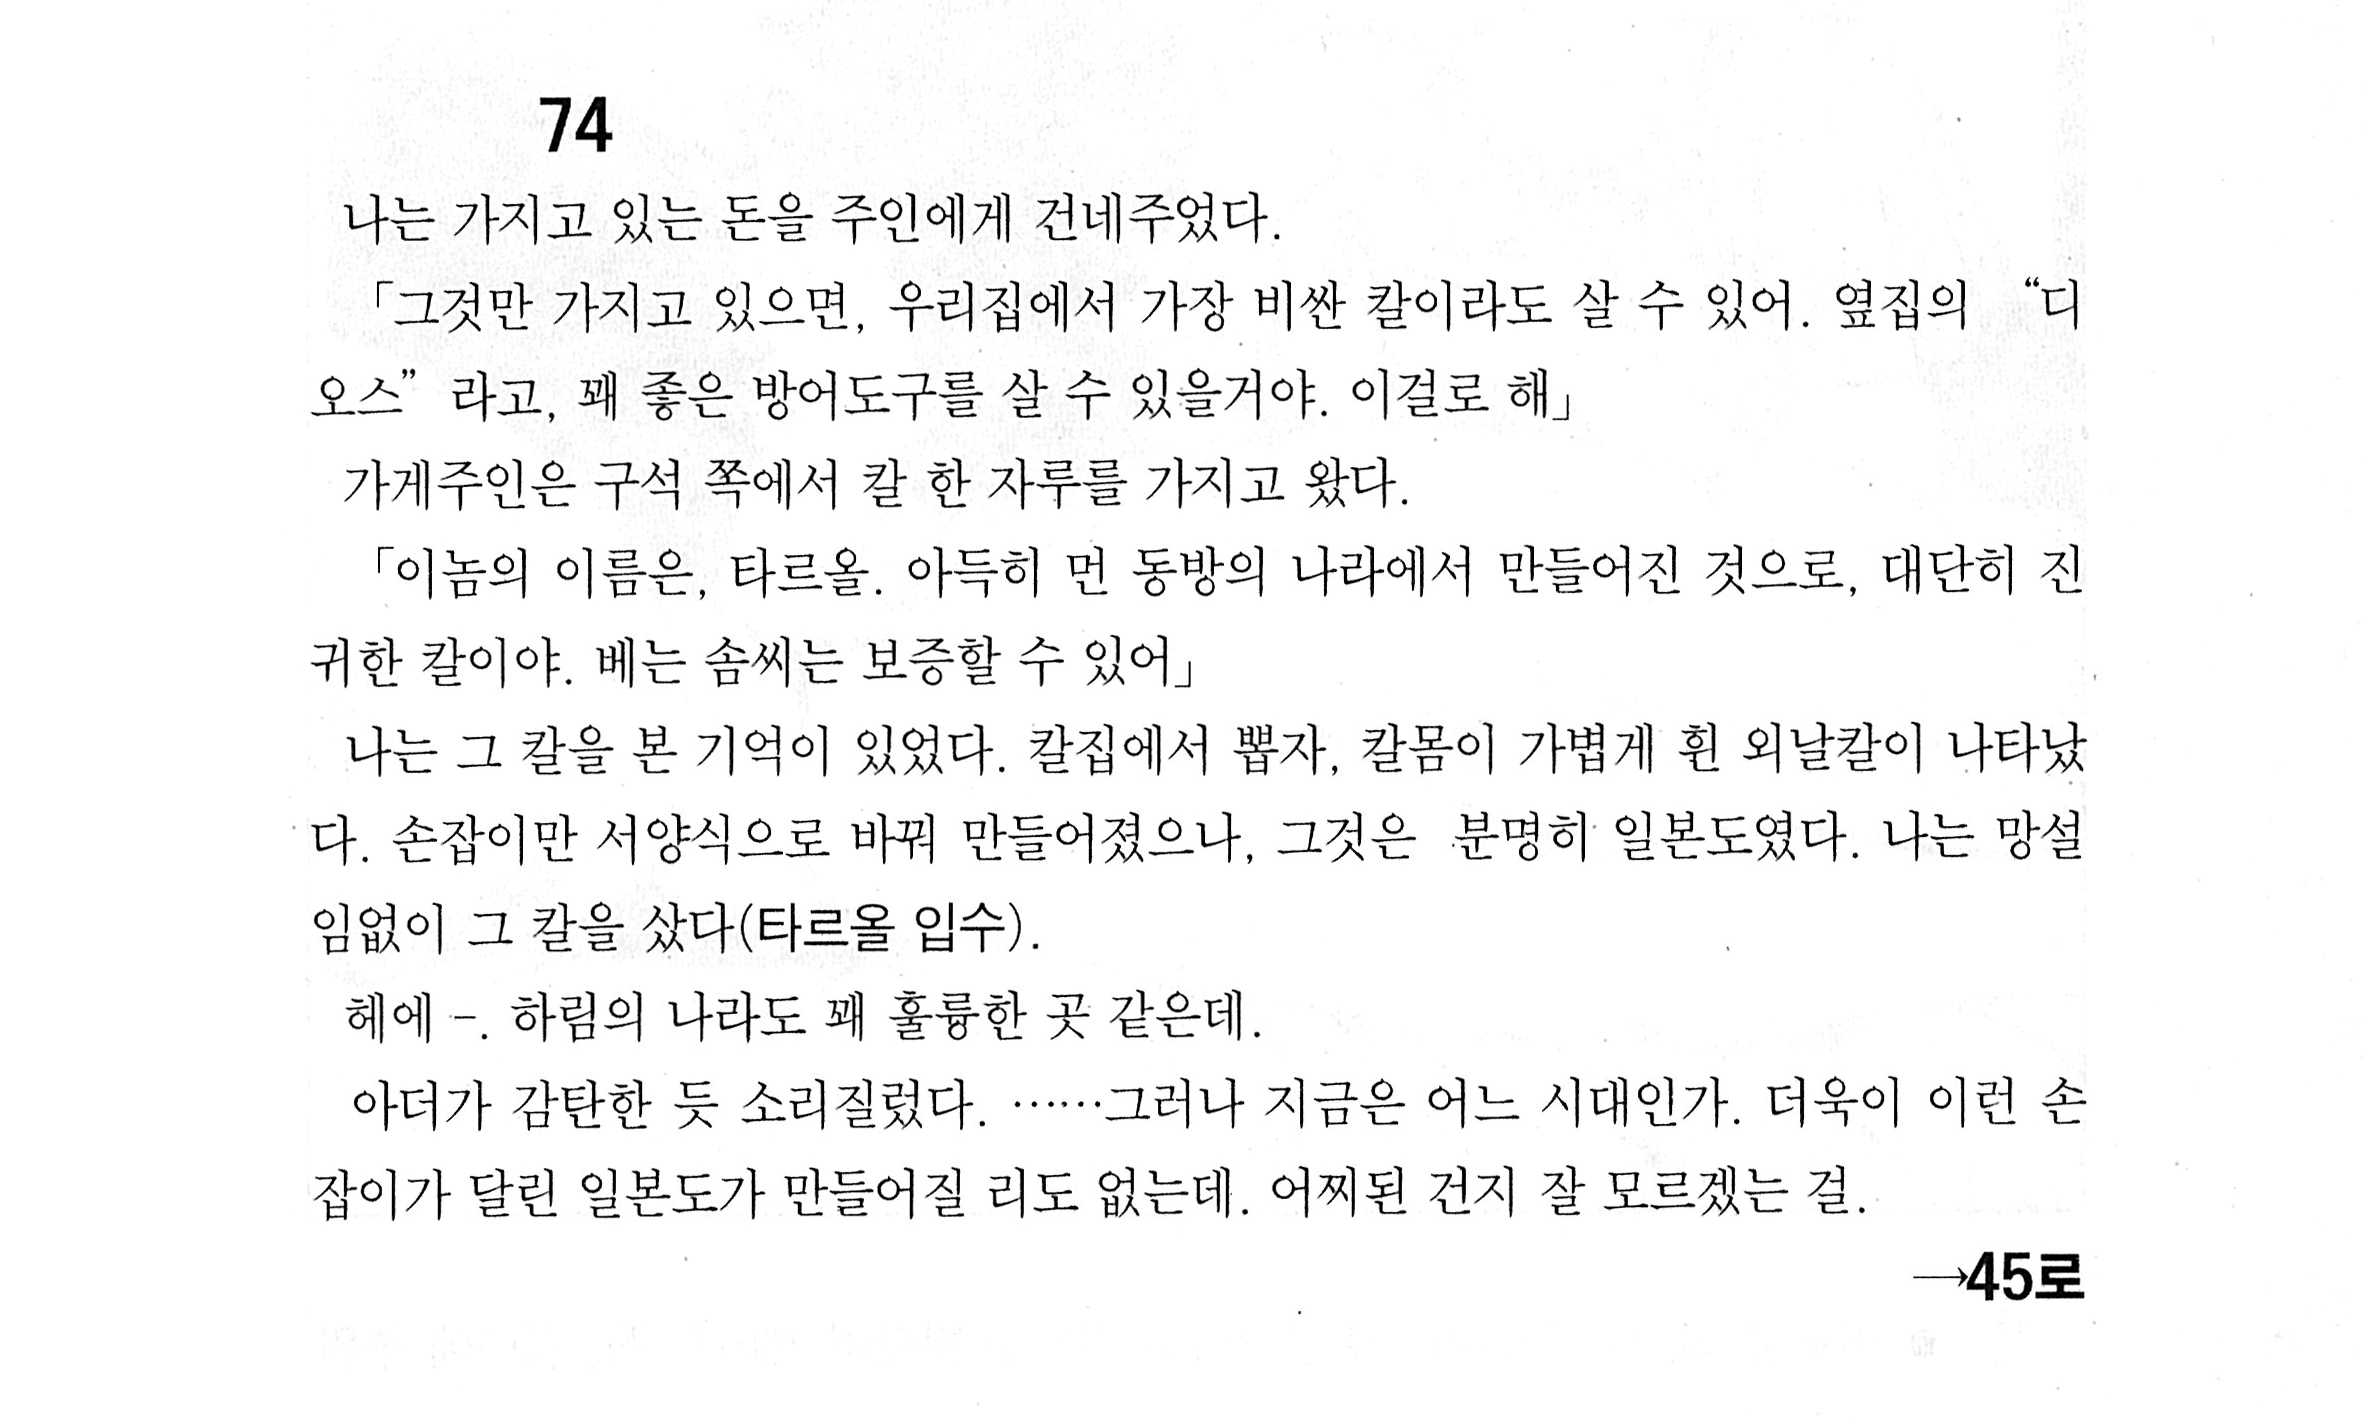 74
나는 가지고 있는 돈을 주인에게 건네주었다.
「그것만 가지고 있으면, 우리집에서 가장 비싼 칼이라도 살 수 있어. 옆집의 “디
오스” 라고, 꽤 좋은 방어도구를 살 수 있을거야. 이걸로 해」
가게주인은 구석 쪽에서 칼 한 자루를 가지고 왔다.
「이놈의 이름은, 타르올. 아득히 먼 동방의 나라에서 만들어진 것으로, 대단히 진
귀한 칼이야. 베는 솜씨는 보증할 수 있어」
나는 그 칼을 본 기억이 있었다. 칼집에서 뽑자, 칼몸이 가볍게 휜 외날칼이 나타났
다. 손잡이만 서양식으로 바꿔 만들어졌으나, 그것은 분명히 일본도였다. 나는 망설
임없이 그 칼을 샀다(타르올 입수).
헤에 –. 하림의 나라도 꽤 훌륭한 곳 같은데.
아더가 감탄한 듯 소리질렀다. ……그러나 지금은 어느 시대인가. 더욱이 이런 손
잡이가 달린 일본도가 만들어질 리도 없는데. 어찌된 건지 잘 모르겠는 걸.
→45로